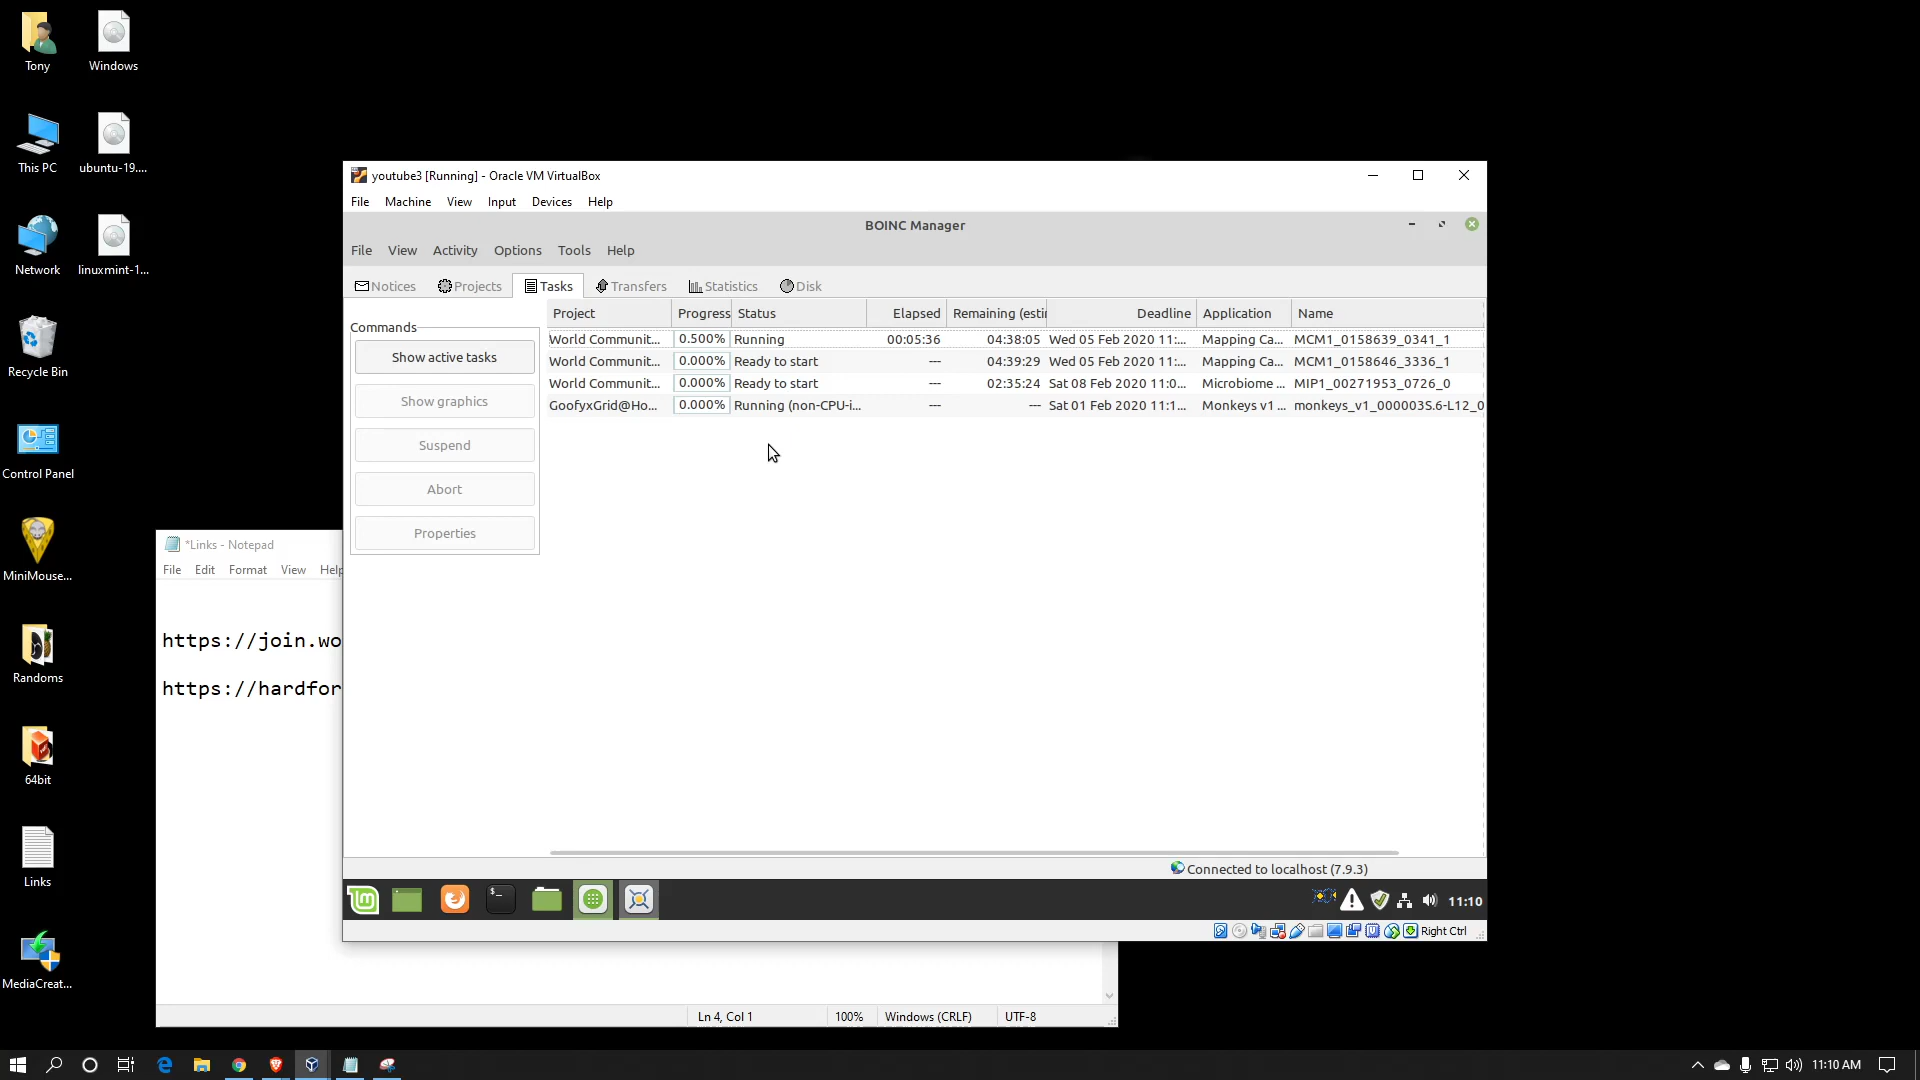 Tony
Windows
This PC
ubuntu-19....
Network
linuxmint-1...
Recycle Bin
Control Panel
MiniMouse...
Randoms
64bit
Links
MediaCreat...
youtube3 [Running] - Oracle VM VirtualBox
File Machine View Input Devices Help
BOINC Manager
File View Activity Options Tools Help
Notices Projects Tasks Transfers Statistics Disk
Commands
Show active tasks
Show graphics
Suspend
Abort
Properties
Project Progress Status Elapsed Remaining (estin Deadline Application Name
World Communit... 0.500% Running 00:05:36 04:38:05 Wed 05 Feb 2020 11:... Mapping Ca... MCM1_0158639_0341_1
World Communit... 0.000% Ready to start --- 04:39:29 Wed 05 Feb 2020 11:... Mapping Ca... MCM1_0158646_3336_1
World Communit... 0.000% Ready to start --- 02:35:24 Sat 08 Feb 2020 11:0... Microbiome ... MIP1_00271953_0726_0
GoofyxGrid@Ho... 0.000% Running (non-CPU-i... --- --- Sat 01 Feb 2020 11:1... Monkeys v1 ... monkeys_v1_000003S.6-L12_0
Connected to localhost (7.9.3)
11:10
Right Ctrl
*Links - Notepad
File Edit Format View Help
https://join.wo
https://hardfor
Ln 4, Col 1 100% Windows (CRLF) UTF-8
11:10 AM